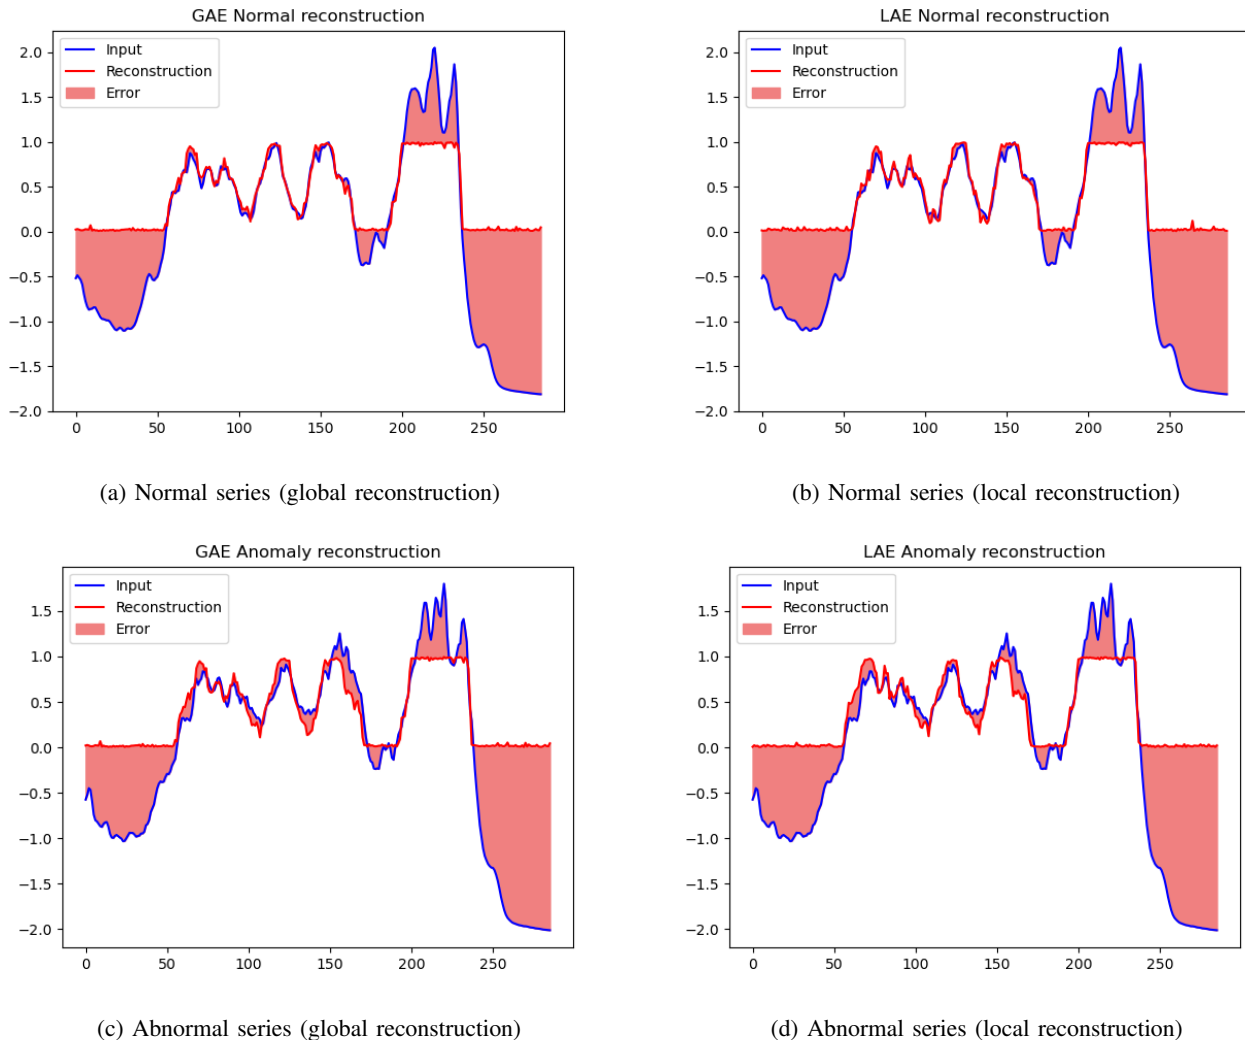 GAE Normal reconstruction
Input
Reconstruction
Error
2.0
1.5
1.0
0.5
0.0
−0.5
−1.0
−1.5
−2.0
0 50 100 150 200 250
(a) Normal series (global reconstruction)
LAE Normal reconstruction
Input
Reconstruction
Error
2.0
1.5
1.0
0.5
0.0
−0.5
−1.0
−1.5
−2.0
0 50 100 150 200 250
(b) Normal series (local reconstruction)
GAE Anomaly reconstruction
Input
Reconstruction
Error
1.5
1.0
0.5
0.0
−0.5
−1.0
−1.5
−2.0
0 50 100 150 200 250
(c) Abnormal series (global reconstruction)
LAE Anomaly reconstruction
Input
Reconstruction
Error
1.5
1.0
0.5
0.0
−0.5
−1.0
−1.5
−2.0
0 50 100 150 200 250
(d) Abnormal series (local reconstruction)